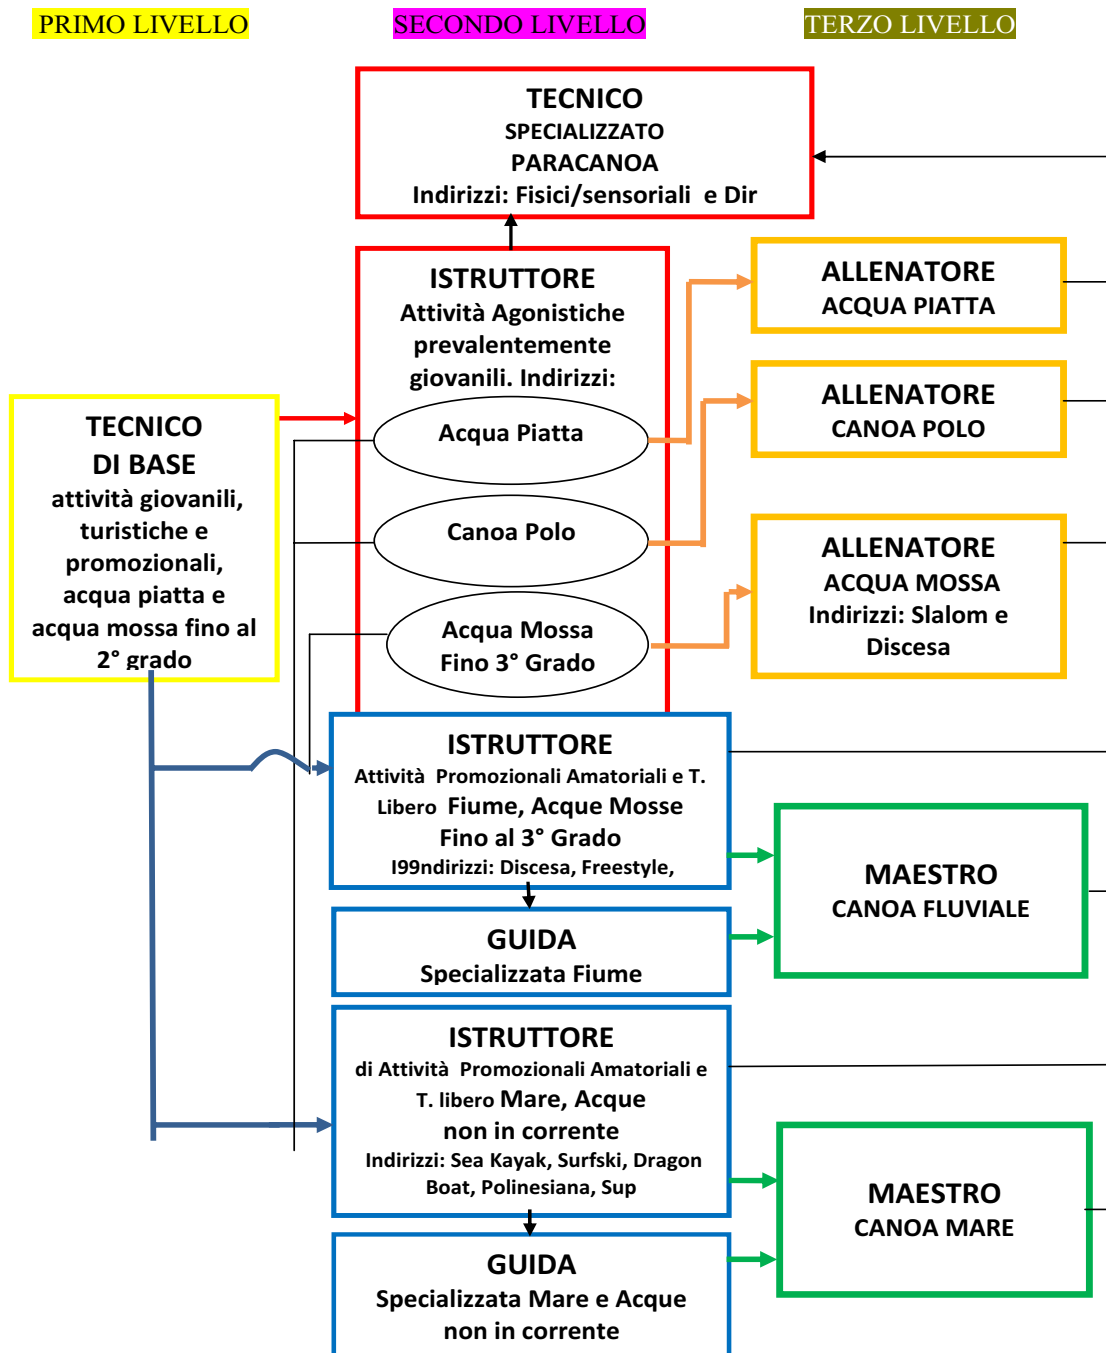 PRIMO LIVELLO
SECONDO LIVELLO
TERZO LIVELLO
TECNICO
SPECIALIZZATO
PARACANOA
Indirizzi: Fisici/sensoriali e Dir
ISTRUTTORE
Attività Agonistiche
prevalentemente
giovanili. Indirizzi:
Acqua Piatta
Canoa Polo
Acqua Mossa
Fino 3° Grado
ALLENATORE
ACQUA PIATTA
ALLENATORE
CANOA POLO
ALLENATORE
ACQUA MOSSA
Indirizzi: Slalom e
Discesa
TECNICO
DI BASE
attività giovanili,
turistiche e
promozionali,
acqua piatta e
acqua mossa fino al
2° grado
ISTRUTTORE
Attività Promozionali Amatoriali e T.
Libero Fiume, Acque Mosse
Fino al 3° Grado
I99ndirizzi: Discesa, Freestyle,
MAESTRO
CANOA FLUVIALE
GUIDA
Specializzata Fiume
ISTRUTTORE
di Attività Promozionali Amatoriali e
T. libero Mare, Acque
non in corrente
Indirizzi: Sea Kayak, Surfski, Dragon
Boat, Polinesiana, Sup
MAESTRO
CANOA MARE
GUIDA
Specializzata Mare e Acque
non in corrente